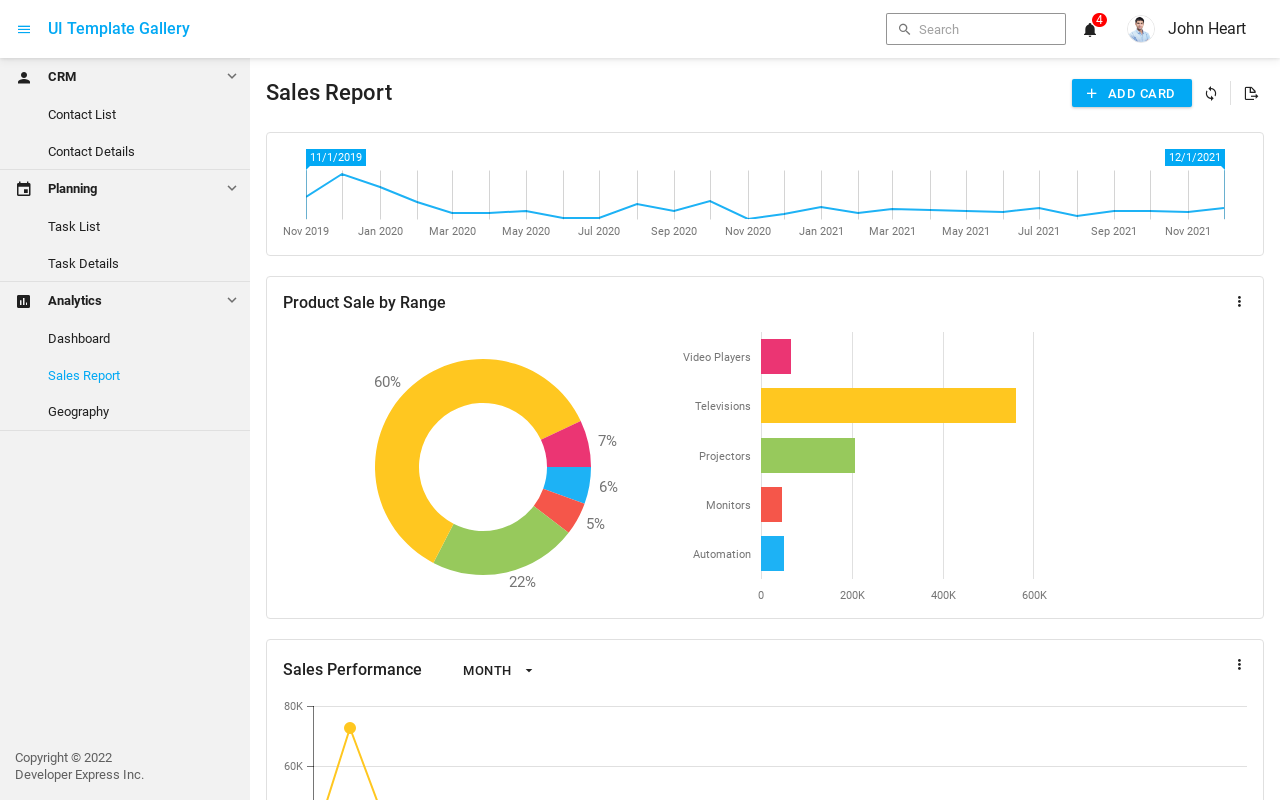 UI Template Gallery
Search
4
John Heart
CRM
Contact List
Contact Details
Planning
Task List
Task Details
Analytics
Dashboard
Sales Report
Geography
Copyright © 2022
Developer Express Inc.
Sales Report
ADD CARD
11/1/2019 12/1/2021
Nov 2019 Jan 2020 Mar 2020 May 2020 Jul 2020 Sep 2020 Nov 2020 Jan 2021 Mar 2021 May 2021 Jul 2021 Sep 2021 Nov 2021
Product Sale by Range
60%
7%
6%
5%
22%
Video Players
Televisions
Projectors
Monitors
Automation
0 200K 400K 600K
Sales Performance
MONTH
80K
60K